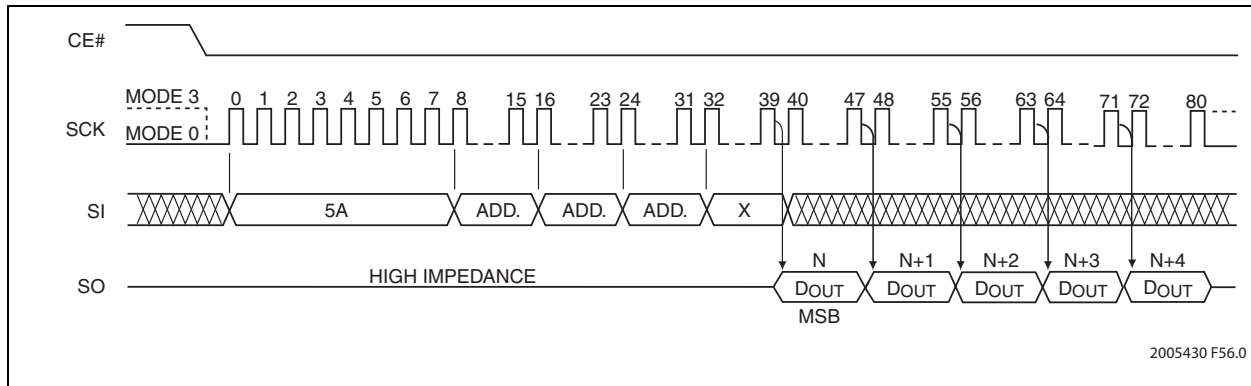 CE#
MODE 3
0 1 2 3 4 5 6 7 8 15 16 23 24 31 32 39 40 47 48 55 56 63 64 71 72 80
SCK
MODE 0
SI
5A ADD. ADD. ADD. X
N N+1 N+2 N+3 N+4
SO
HIGH IMPEDANCE
DOUT DOUT DOUT DOUT DOUT
MSB
2005430 F56.0